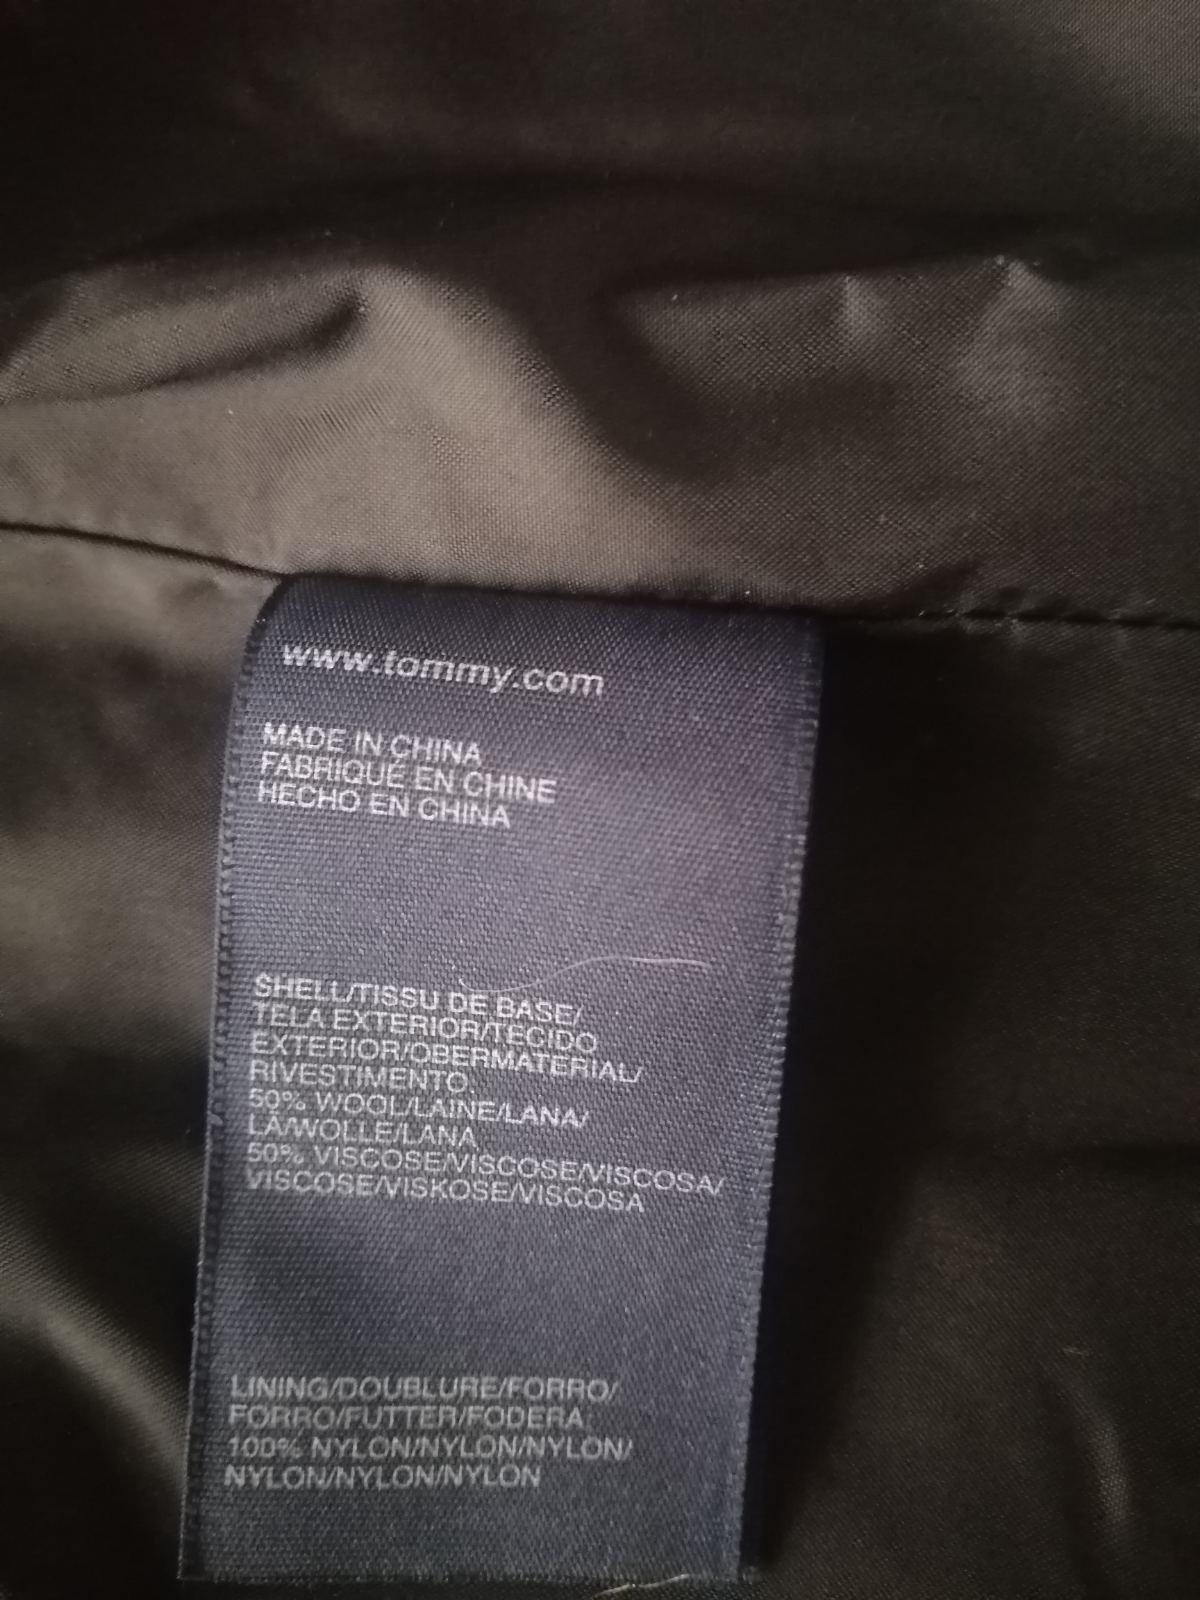 www.tommy.com
MADE IN CHINA
FABRIQUÉ EN CHINE
HECHO EN CHINA
SHELL/TISSU DE BASE/
TELA EXTERIOR/TECIDO
EXTERIOR/OBERMATERIAL/
RIVESTIMENTO:
50% WOOL/LAINE/LANA/
LÃ/WOLLE/LANA
50% VISCOSE/VISCOSE/VISCOSA/
VISCOSE/VISKOSE/VISCOSA
LINING/DOUBLURE/FORRO/
FORRO/FUTTER/FODERA:
100% NYLON/NYLON/NYLON/
NYLON/NYLON/NYLON